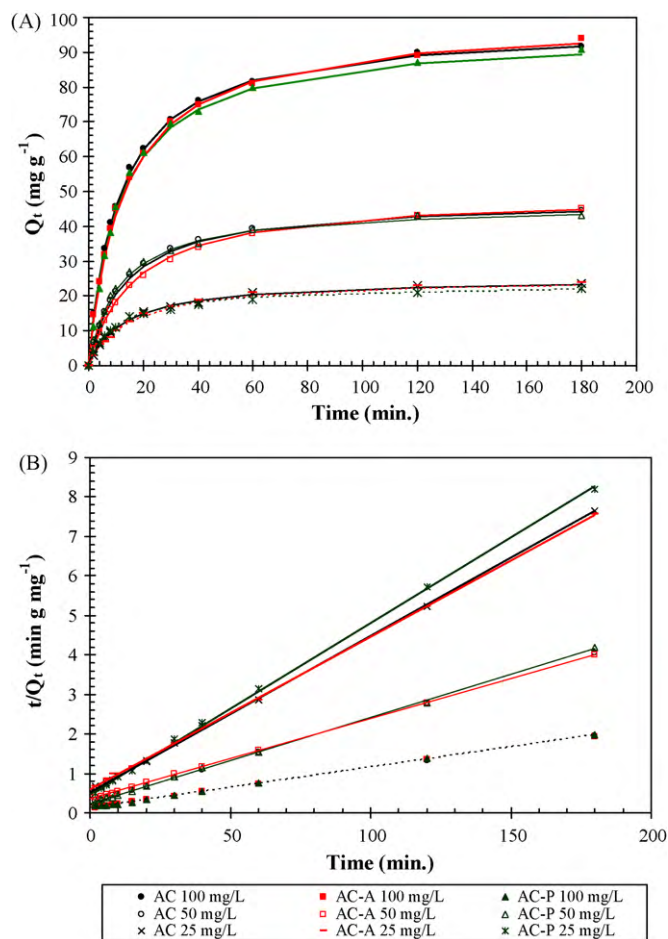 (A)
100
90
80
70
60
50
40
30
20
10
0
Qt (mg g-1)
0 20 40 60 80 100 120 140 160 180 200
Time (min.)
(B)
9
8
7
6
5
4
3
2
1
0
t/Qt (min g mg-1)
0 50 100 150 200
Time (min.)
AC 100 mg/L AC-A 100 mg/L AC-P 100 mg/L
AC 50 mg/L AC-A 50 mg/L AC-P 50 mg/L
AC 25 mg/L AC-A 25 mg/L AC-P 25 mg/L